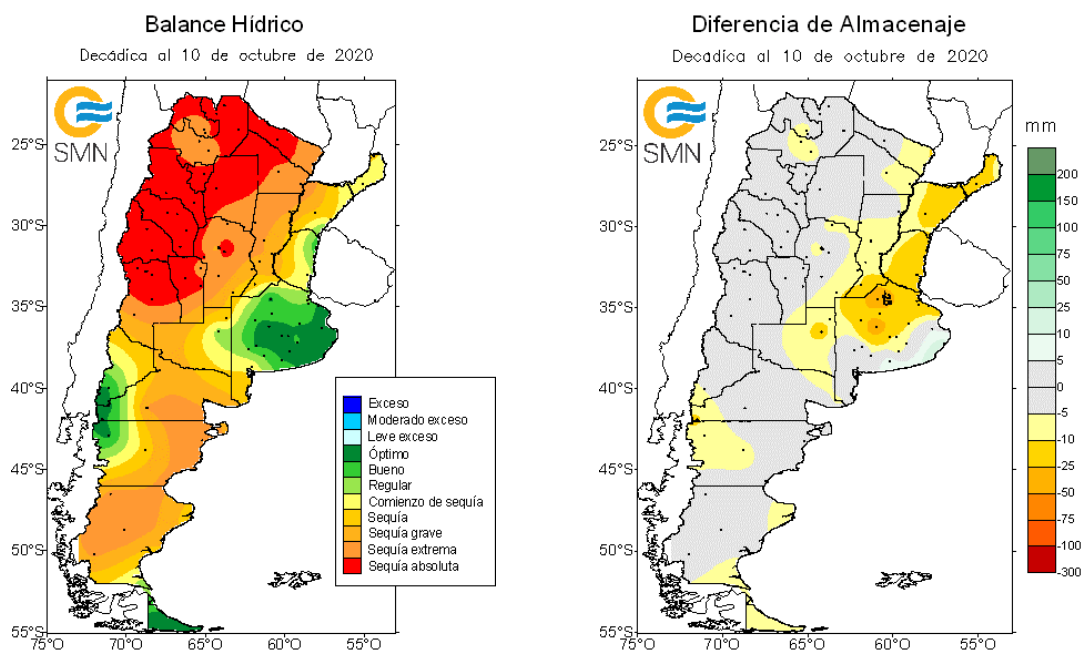 Balance Hídrico
Decádica al 10 de octubre de 2020
SMN
25°S
30°S
35°S
40°S
45°S
50°S
55°S
75°O 70°O 65°O 60°O 55°O
Exceso
Moderado exceso
Leve exceso
Óptimo
Bueno
Regular
Comienzo de sequía
Sequía
Sequía grave
Sequía extrema
Sequía absoluta
Diferencia de Almacenaje
Decádica al 10 de octubre de 2020
SMN
25°S
30°S
35°S
40°S
45°S
50°S
55°S
75°O 70°O 65°O 60°O 55°O
mm
200
150
100
75
50
25
10
5
0
-5
-10
-25
-50
-75
-100
-300